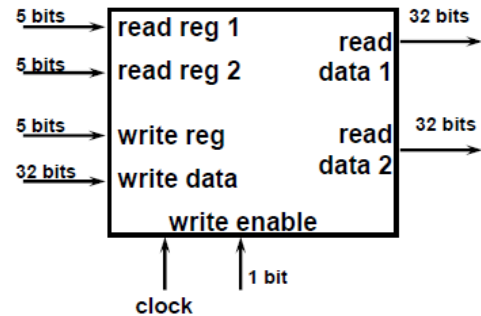 5 bits
read reg 1
32 bits
read
data 1
5 bits
read reg 2
5 bits
write reg
32 bits
read
data 2
32 bits
write data
write enable
1 bit
clock